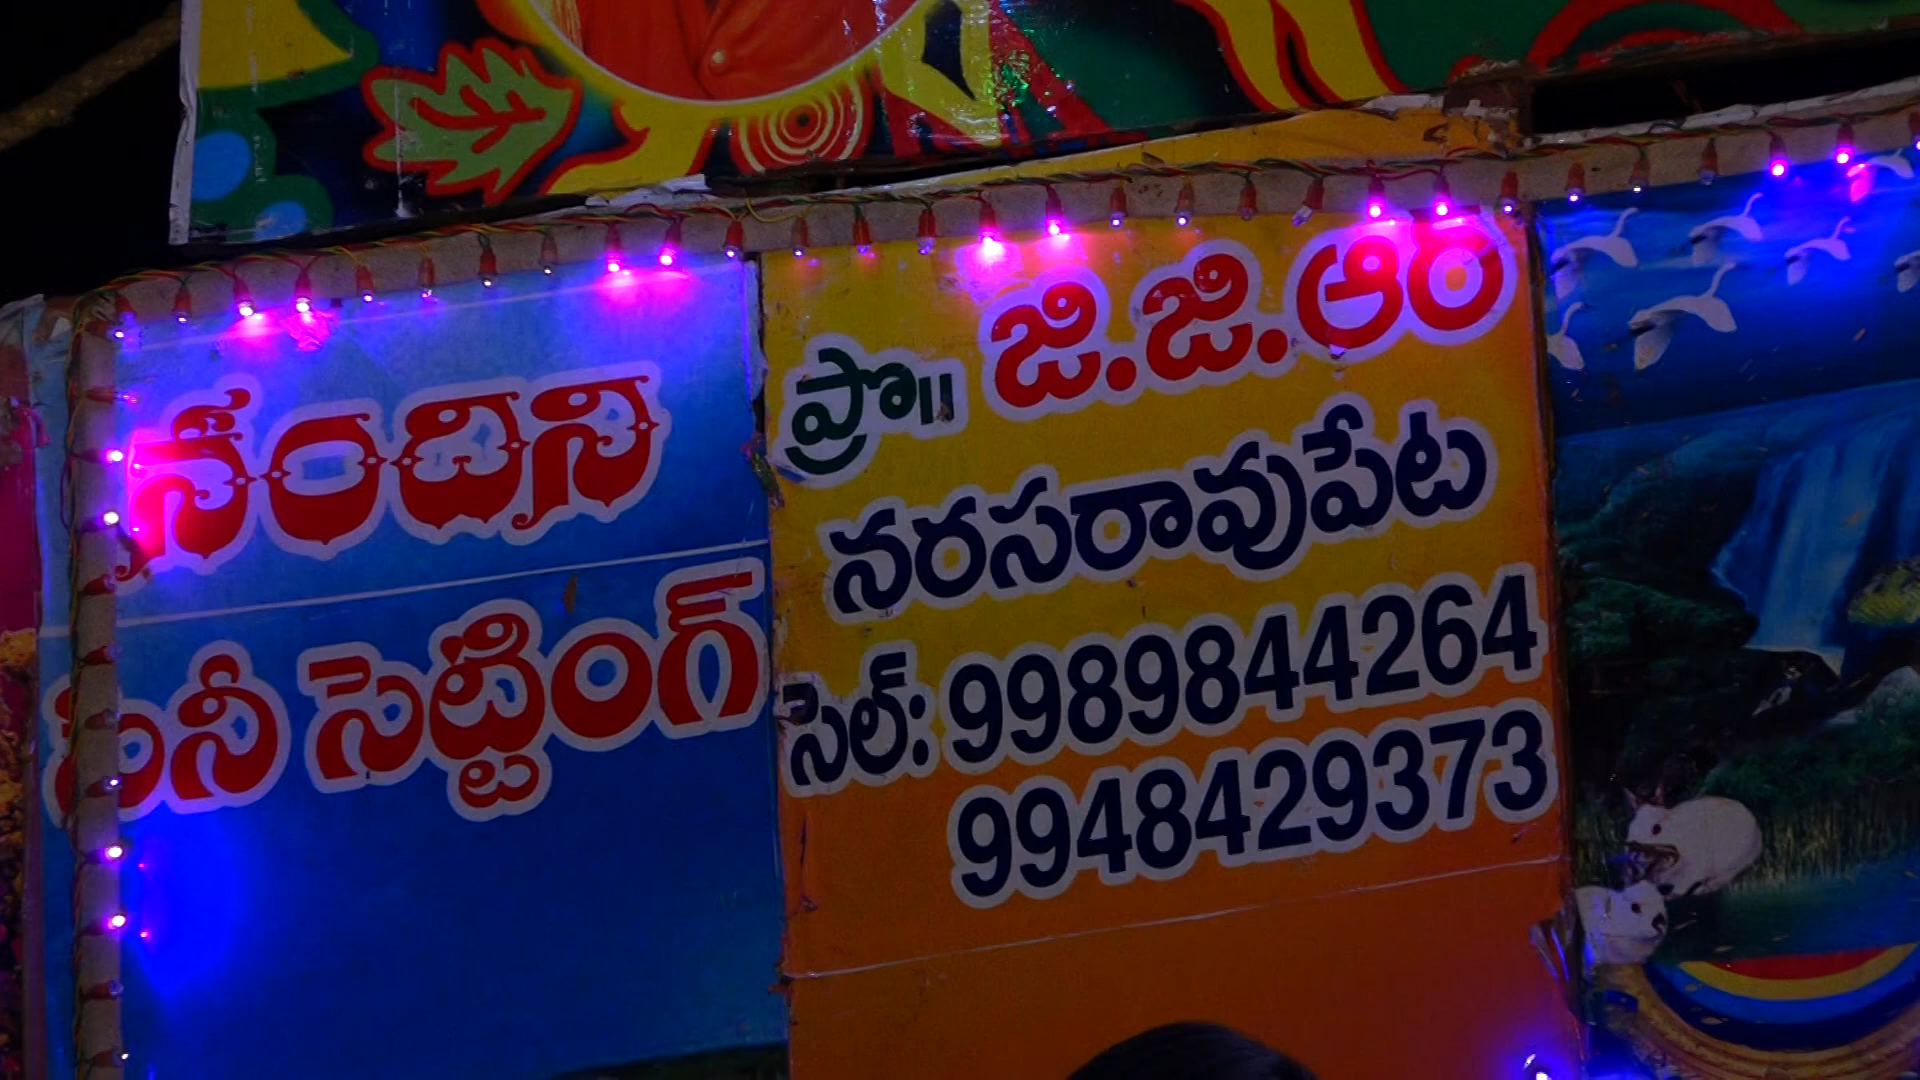 నందిని
సినీ సెట్టింగ్
ప్రొ॥ జి.జి.ఆర్
నరసరావుపేట
సెల్: 9989844264
9948429373